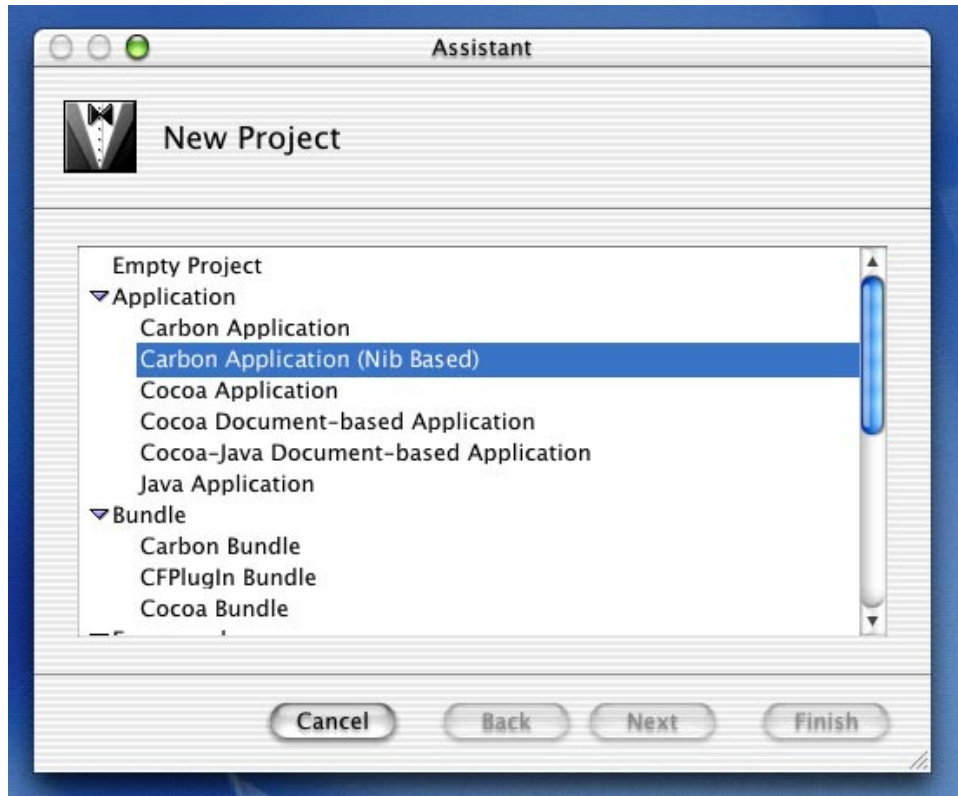 Assistant
New Project
Empty Project
Application
Carbon Application
Carbon Application (Nib Based)
Cocoa Application
Cocoa Document-based Application
Cocoa-Java Document-based Application
Java Application
Bundle
Carbon Bundle
CFPlugIn Bundle
Cocoa Bundle
Cancel Back Next Finish